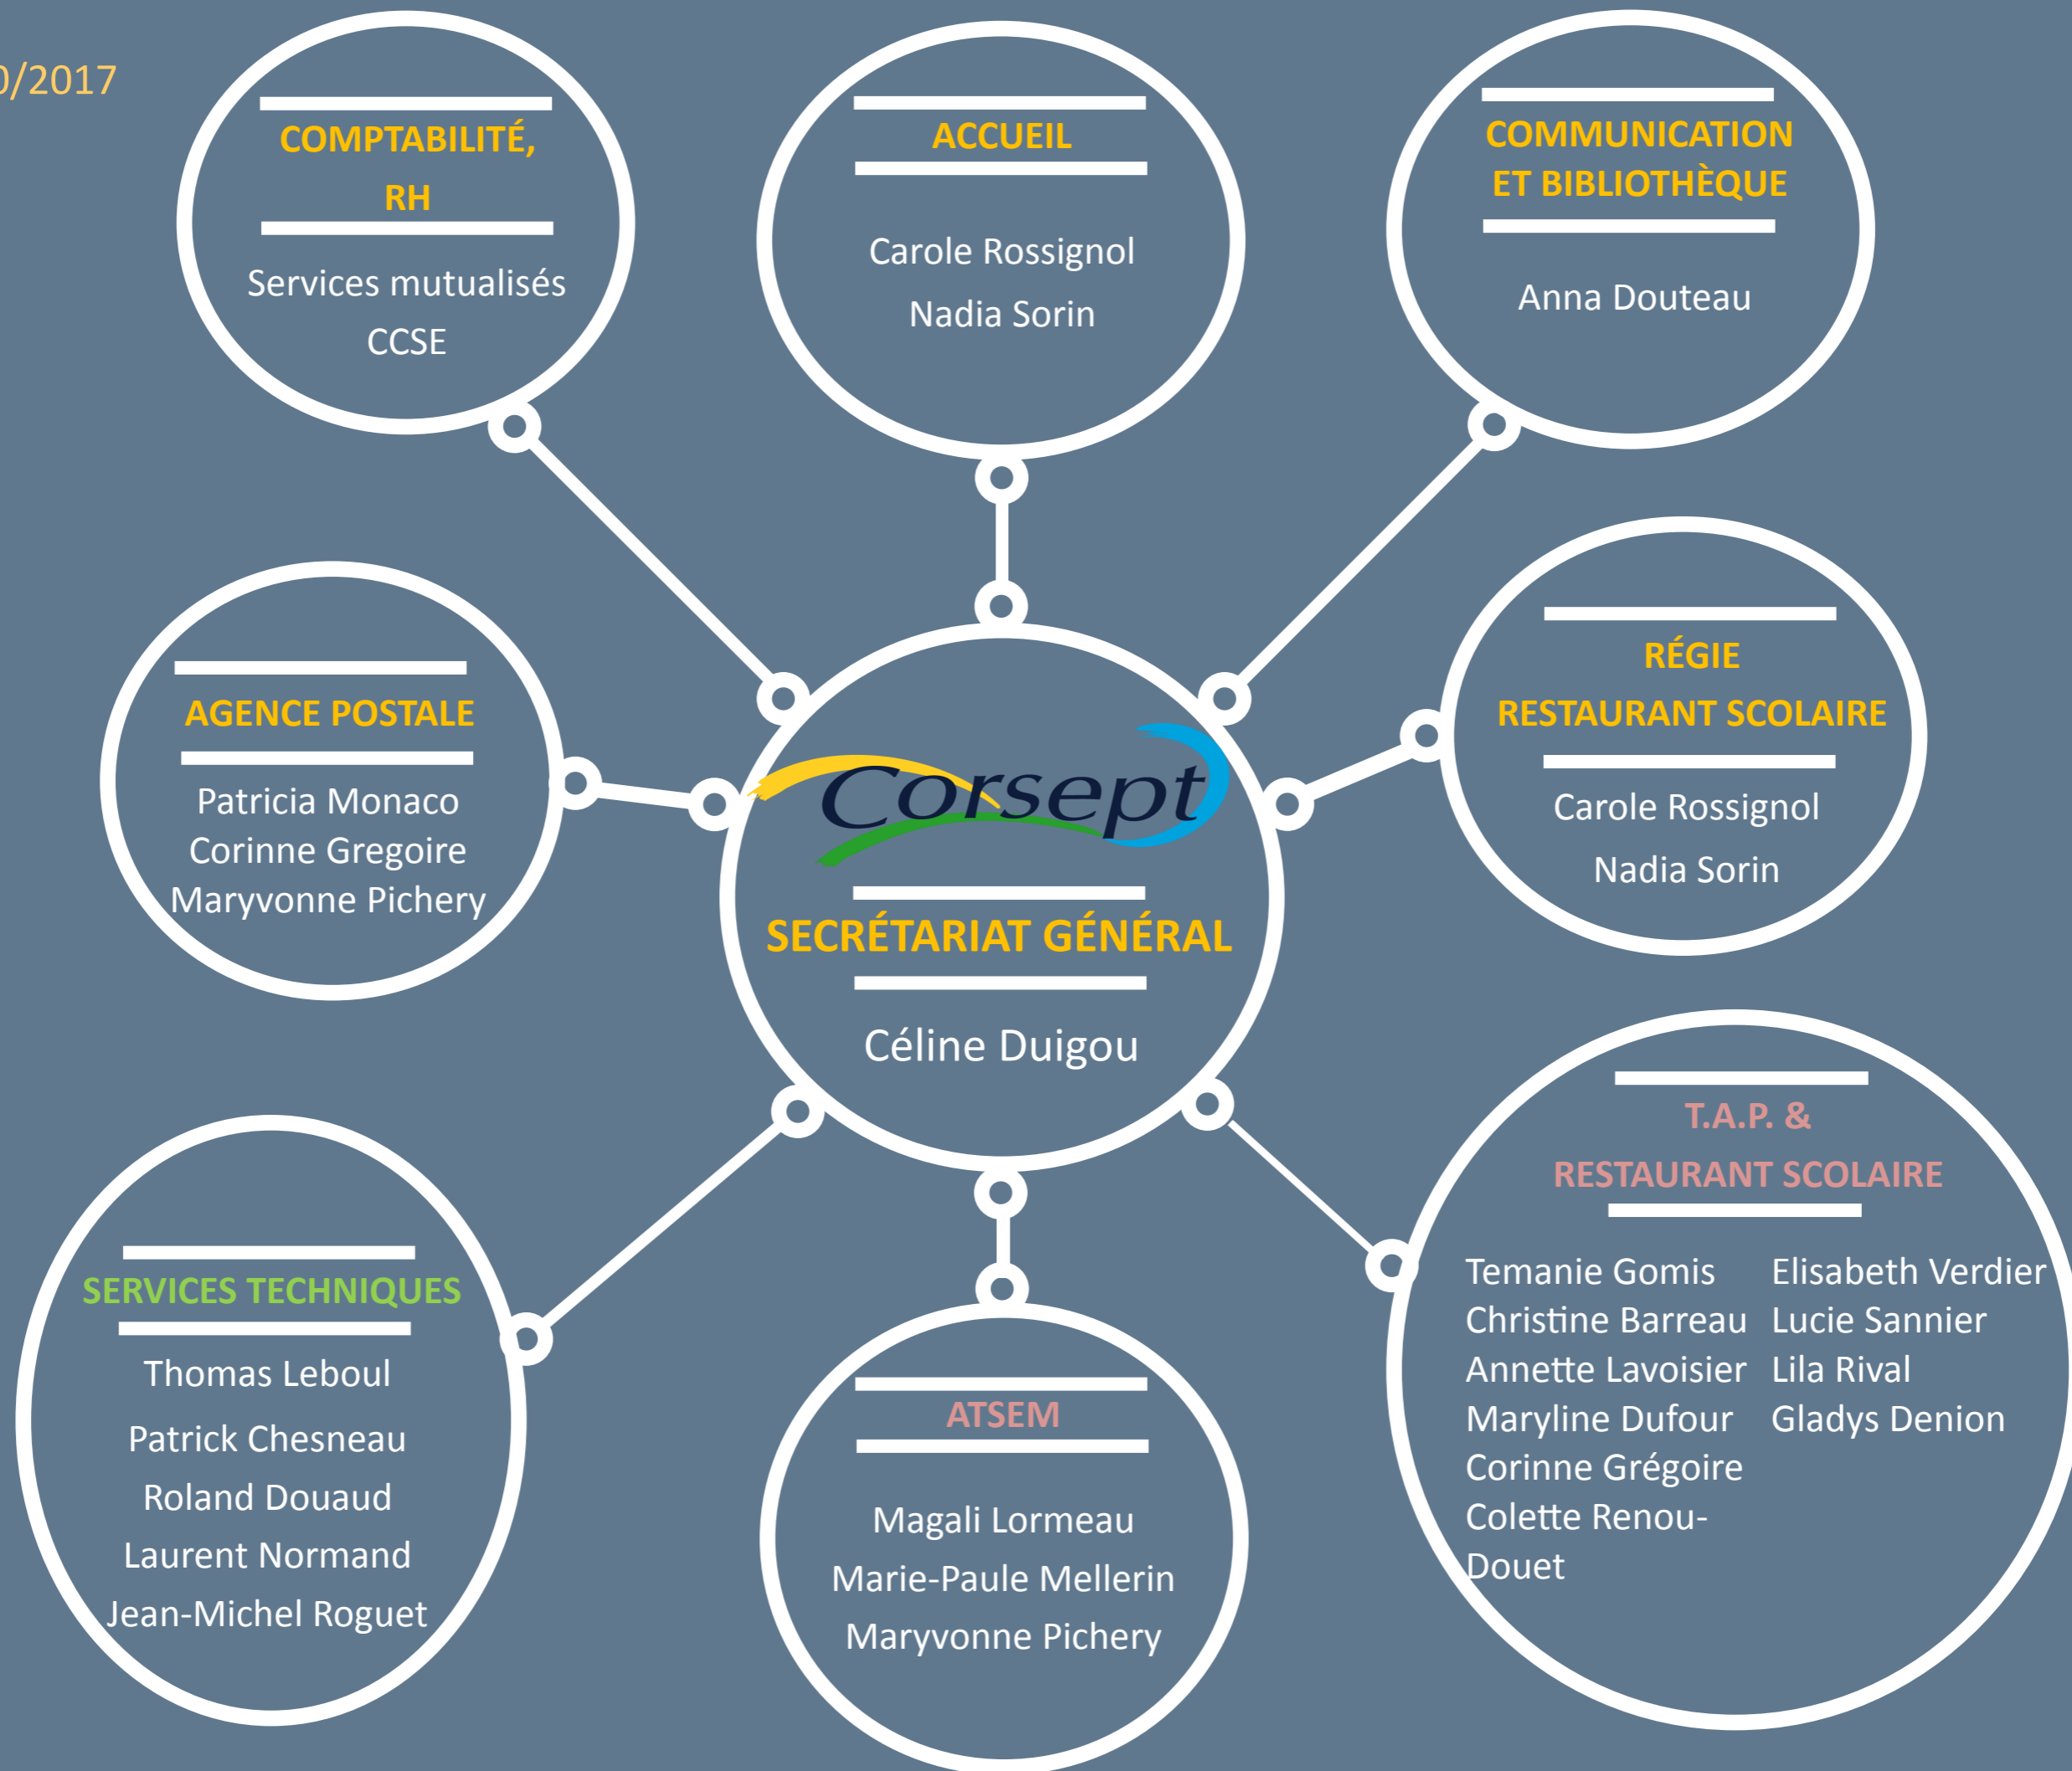 0/2017
COMPTABILITÉ,
RH
Services mutualisés
CCSE
ACCUEIL
Carole Rossignol
Nadia Sorin
COMMUNICATION
ET BIBLIOTHÈQUE
Anna Douteau
AGENCE POSTALE
Patricia Monaco
Corinne Gregoire
Maryvonne Pichery
Corsept
SECRÉTARIAT GÉNÉRAL
Céline Duigou
RÉGIE
RESTAURANT SCOLAIRE
Carole Rossignol
Nadia Sorin
SERVICES TECHNIQUES
Thomas Leboul
Patrick Chesneau
Roland Douaud
Laurent Normand
Jean-Michel Roguet
ATSEM
Magali Lormeau
Marie-Paule Mellerin
Maryvonne Pichery
T.A.P. &
RESTAURANT SCOLAIRE
Temanie Gomis
Christine Barreau
Annette Lavoisier
Maryline Dufour
Corinne Grégoire
Colette Renou-
Douet
Elisabeth Verdier
Lucie Sannier
Lila Rival
Gladys Denion